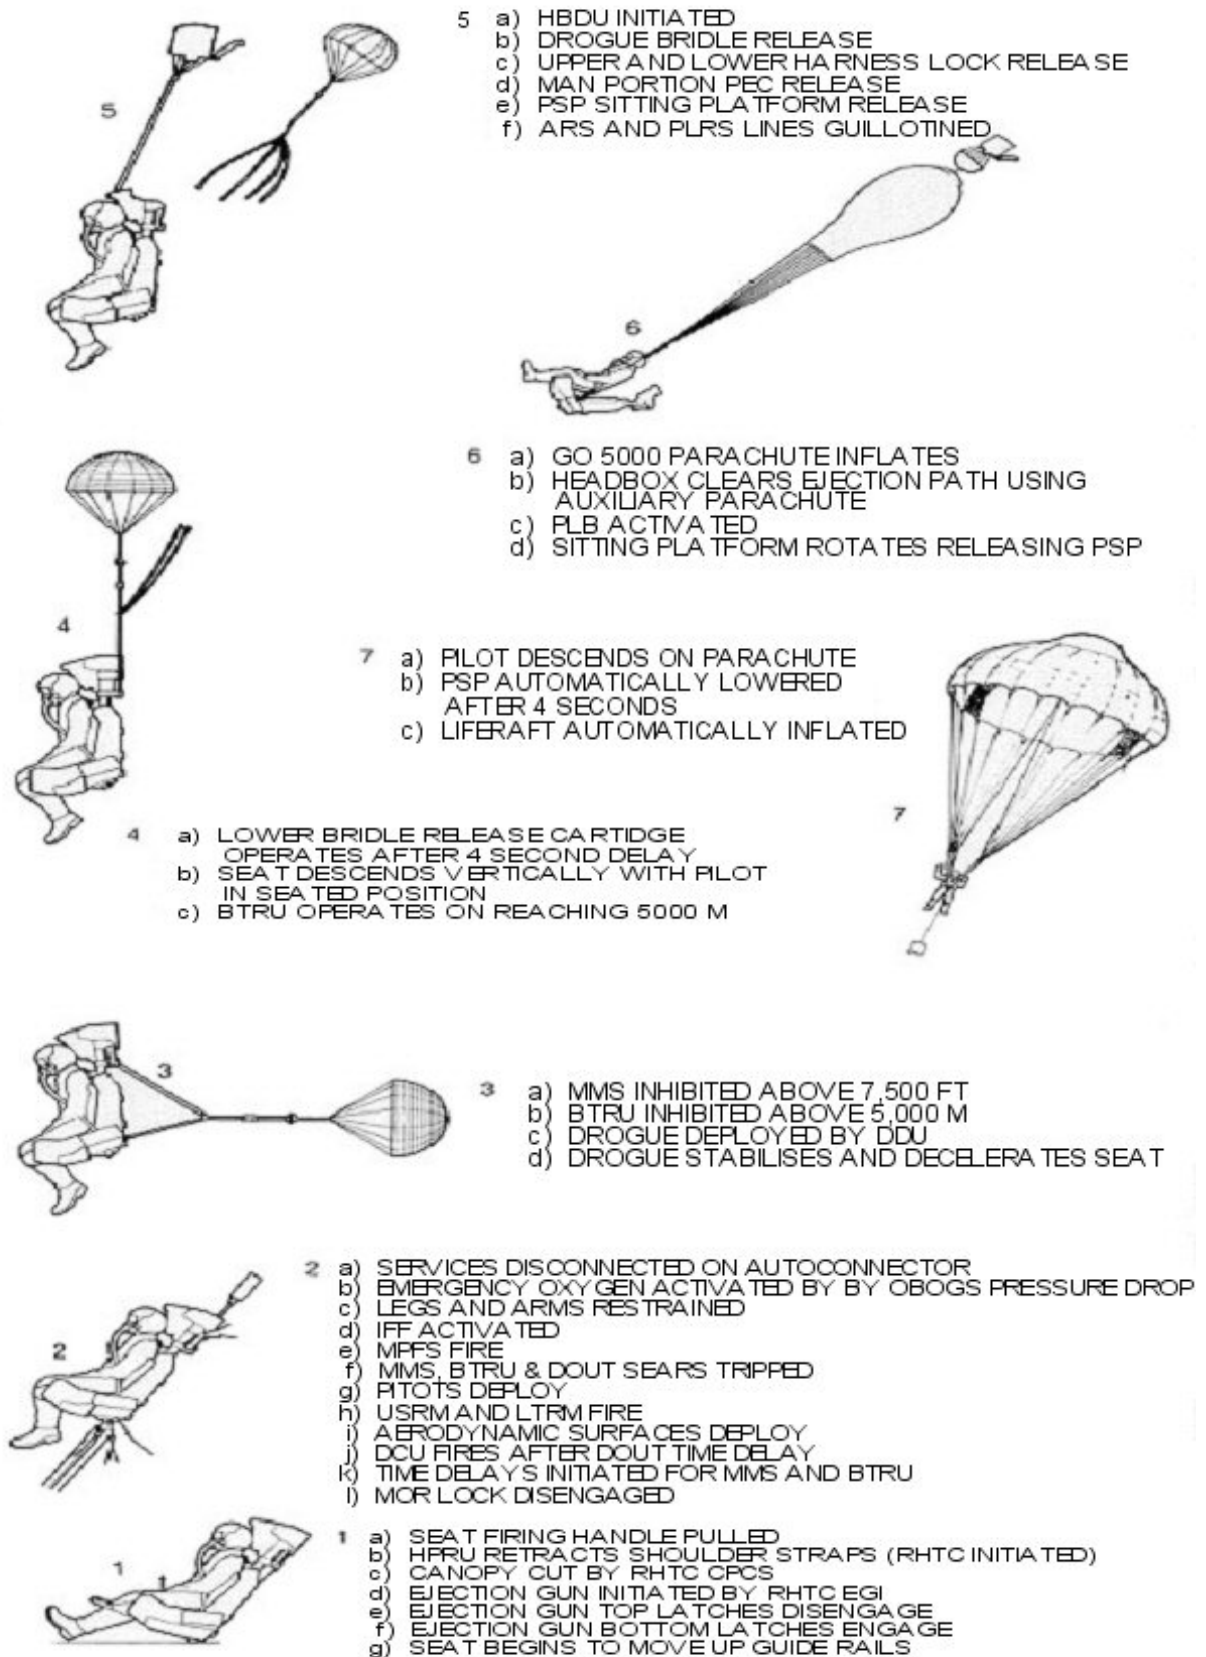 5 a) HBDU INITIATED
b) DROGUE BRIDLE RELEASE
c) UPPER AND LOWER HARNESS LOCK RELEASE
d) MAN PORTION PEC RELEASE
e) PSP SITTING PLATFORM RELEASE
f) ARS AND PLRS LINES GUILLOTINED
5
6
6 a) GQ 5000 PARACHUTE INFLATES
b) HEADBOX CLEARS EJECTION PATH USING
AUXILIARY PARACHUTE
c) PLB ACTIVATED
d) SITTING PLATFORM ROTATES RELEASING PSP
4
7 a) PILOT DESCENDS ON PARACHUTE
b) PSP AUTOMATICALLY LOWERED
AFTER 4 SECONDS
c) LIFERAFT AUTOMATICALLY INFLATED
7
4 a) LOWER BRIDLE RELEASE CARTIDGE
OPERATES AFTER 4 SECOND DELAY
b) SEAT DESCENDS VERTICALLY WITH PILOT
IN SEATED POSITION
c) BTRU OPERATES ON REACHING 5000 M
3
3 a) MMS INHIBITED ABOVE 7,500 FT
b) BTRU INHIBITED ABOVE 5,000 M
c) DROGUE DEPLOYED BY DDU
d) DROGUE STABILISES AND DECELERATES SEAT
2
2 a) SERVICES DISCONNECTED ON AUTOCONNECTOR
b) EMERGENCY OXYGEN ACTIVATED BY BY OBOGS PRESSURE DROP
c) LEGS AND ARMS RESTRAINED
d) IFF ACTIVATED
e) MPFS FIRE
f) MMS, BTRU & DOUT SEARS TRIPPED
g) PITOTS DEPLOY
h) USRM AND LTRM FIRE
i) AERODYNAMIC SURFACES DEPLOY
j) DCU FIRES AFTER DOUT TIME DELAY
k) TIME DELAYS INITIATED FOR MMS AND BTRU
l) MOR LOCK DISENGAGED
1
1 a) SEAT FIRING HANDLE PULLED
b) HPRU RETRACTS SHOULDER STRAPS (RHTC INITIATED)
c) CANOPY CUT BY RHTC CPCS
d) EJECTION GUN INITIATED BY RHTC EGI
e) EJECTION GUN TOP LATCHES DISENGAGE
f) EJECTION GUN BOTTOM LATCHES ENGAGE
g) SEAT BEGINS TO MOVE UP GUIDE RAILS